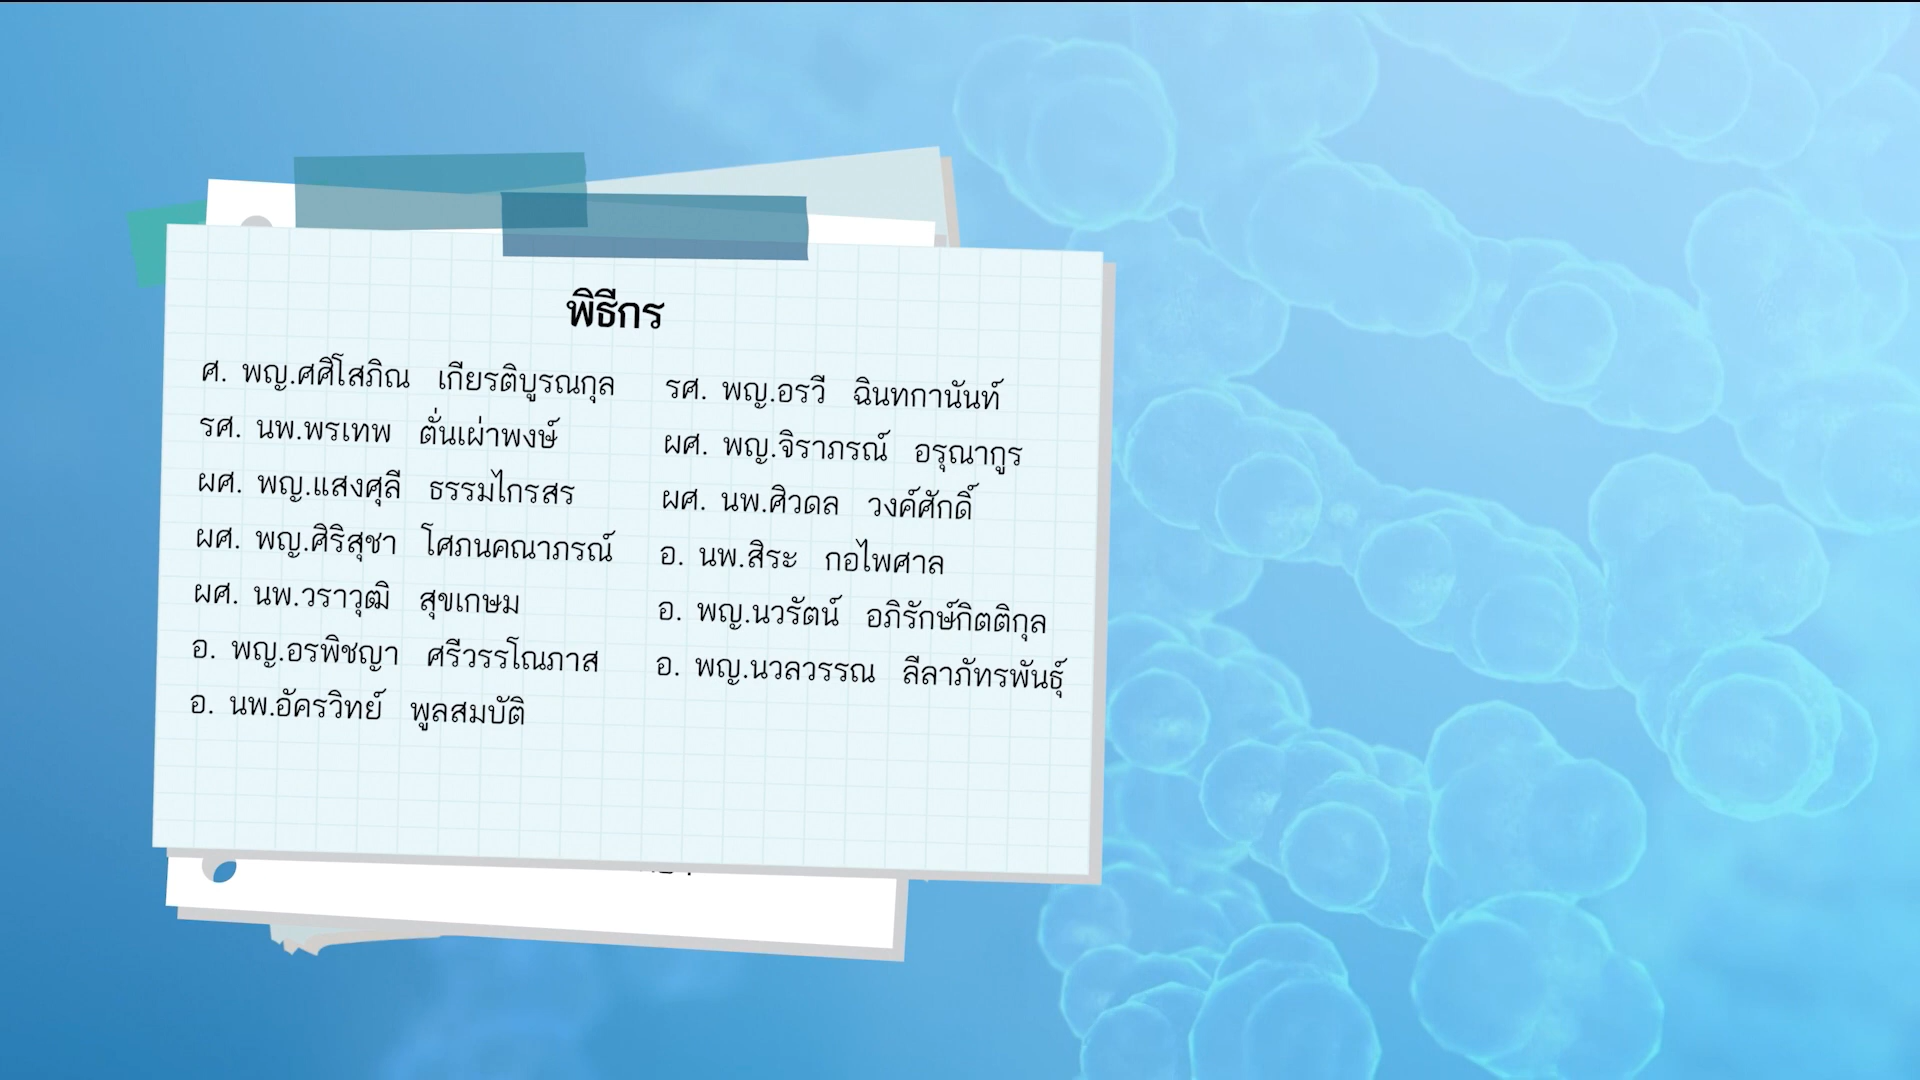 พิธีกร
ศ. พญ.ศศิโสภิณ เกียรติบูรณกุล
รศ. นพ.พรเทพ ตั่นเผ่าพงษ์
ผศ. พญ.แสงศุลี ธรรมไกรสร
ผศ. พญ.ศิริสุชา โศภนคณาภรณ์
ผศ. นพ.วราวุฒิ สุขเกษม
อ. พญ.อรพิชญา ศรีวรรโณภาส
อ. นพ.อัครวิทย์ พูลสมบัติ
รศ. พญ.อรวี ฉินทกานันท์
ผศ. พญ.จิราภรณ์ อรุณากูร
ผศ. นพ.ศิวดล วงค์ศักดิ์
อ. นพ.สิระ กอไพศาล
อ. พญ.นวรัตน์ อภิรักษ์กิตติกุล
อ. พญ.นวลวรรณ ลีลาภัทรพันธุ์